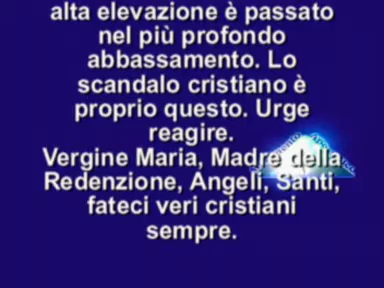 alta elevazione è passato
nel più profondo
abbassamento. Lo
scandalo cristiano è
proprio questo. Urge
reagire.
Vergine Maria, Madre della
Redenzione, Angeli, Santi,
fateci veri cristiani
sempre.